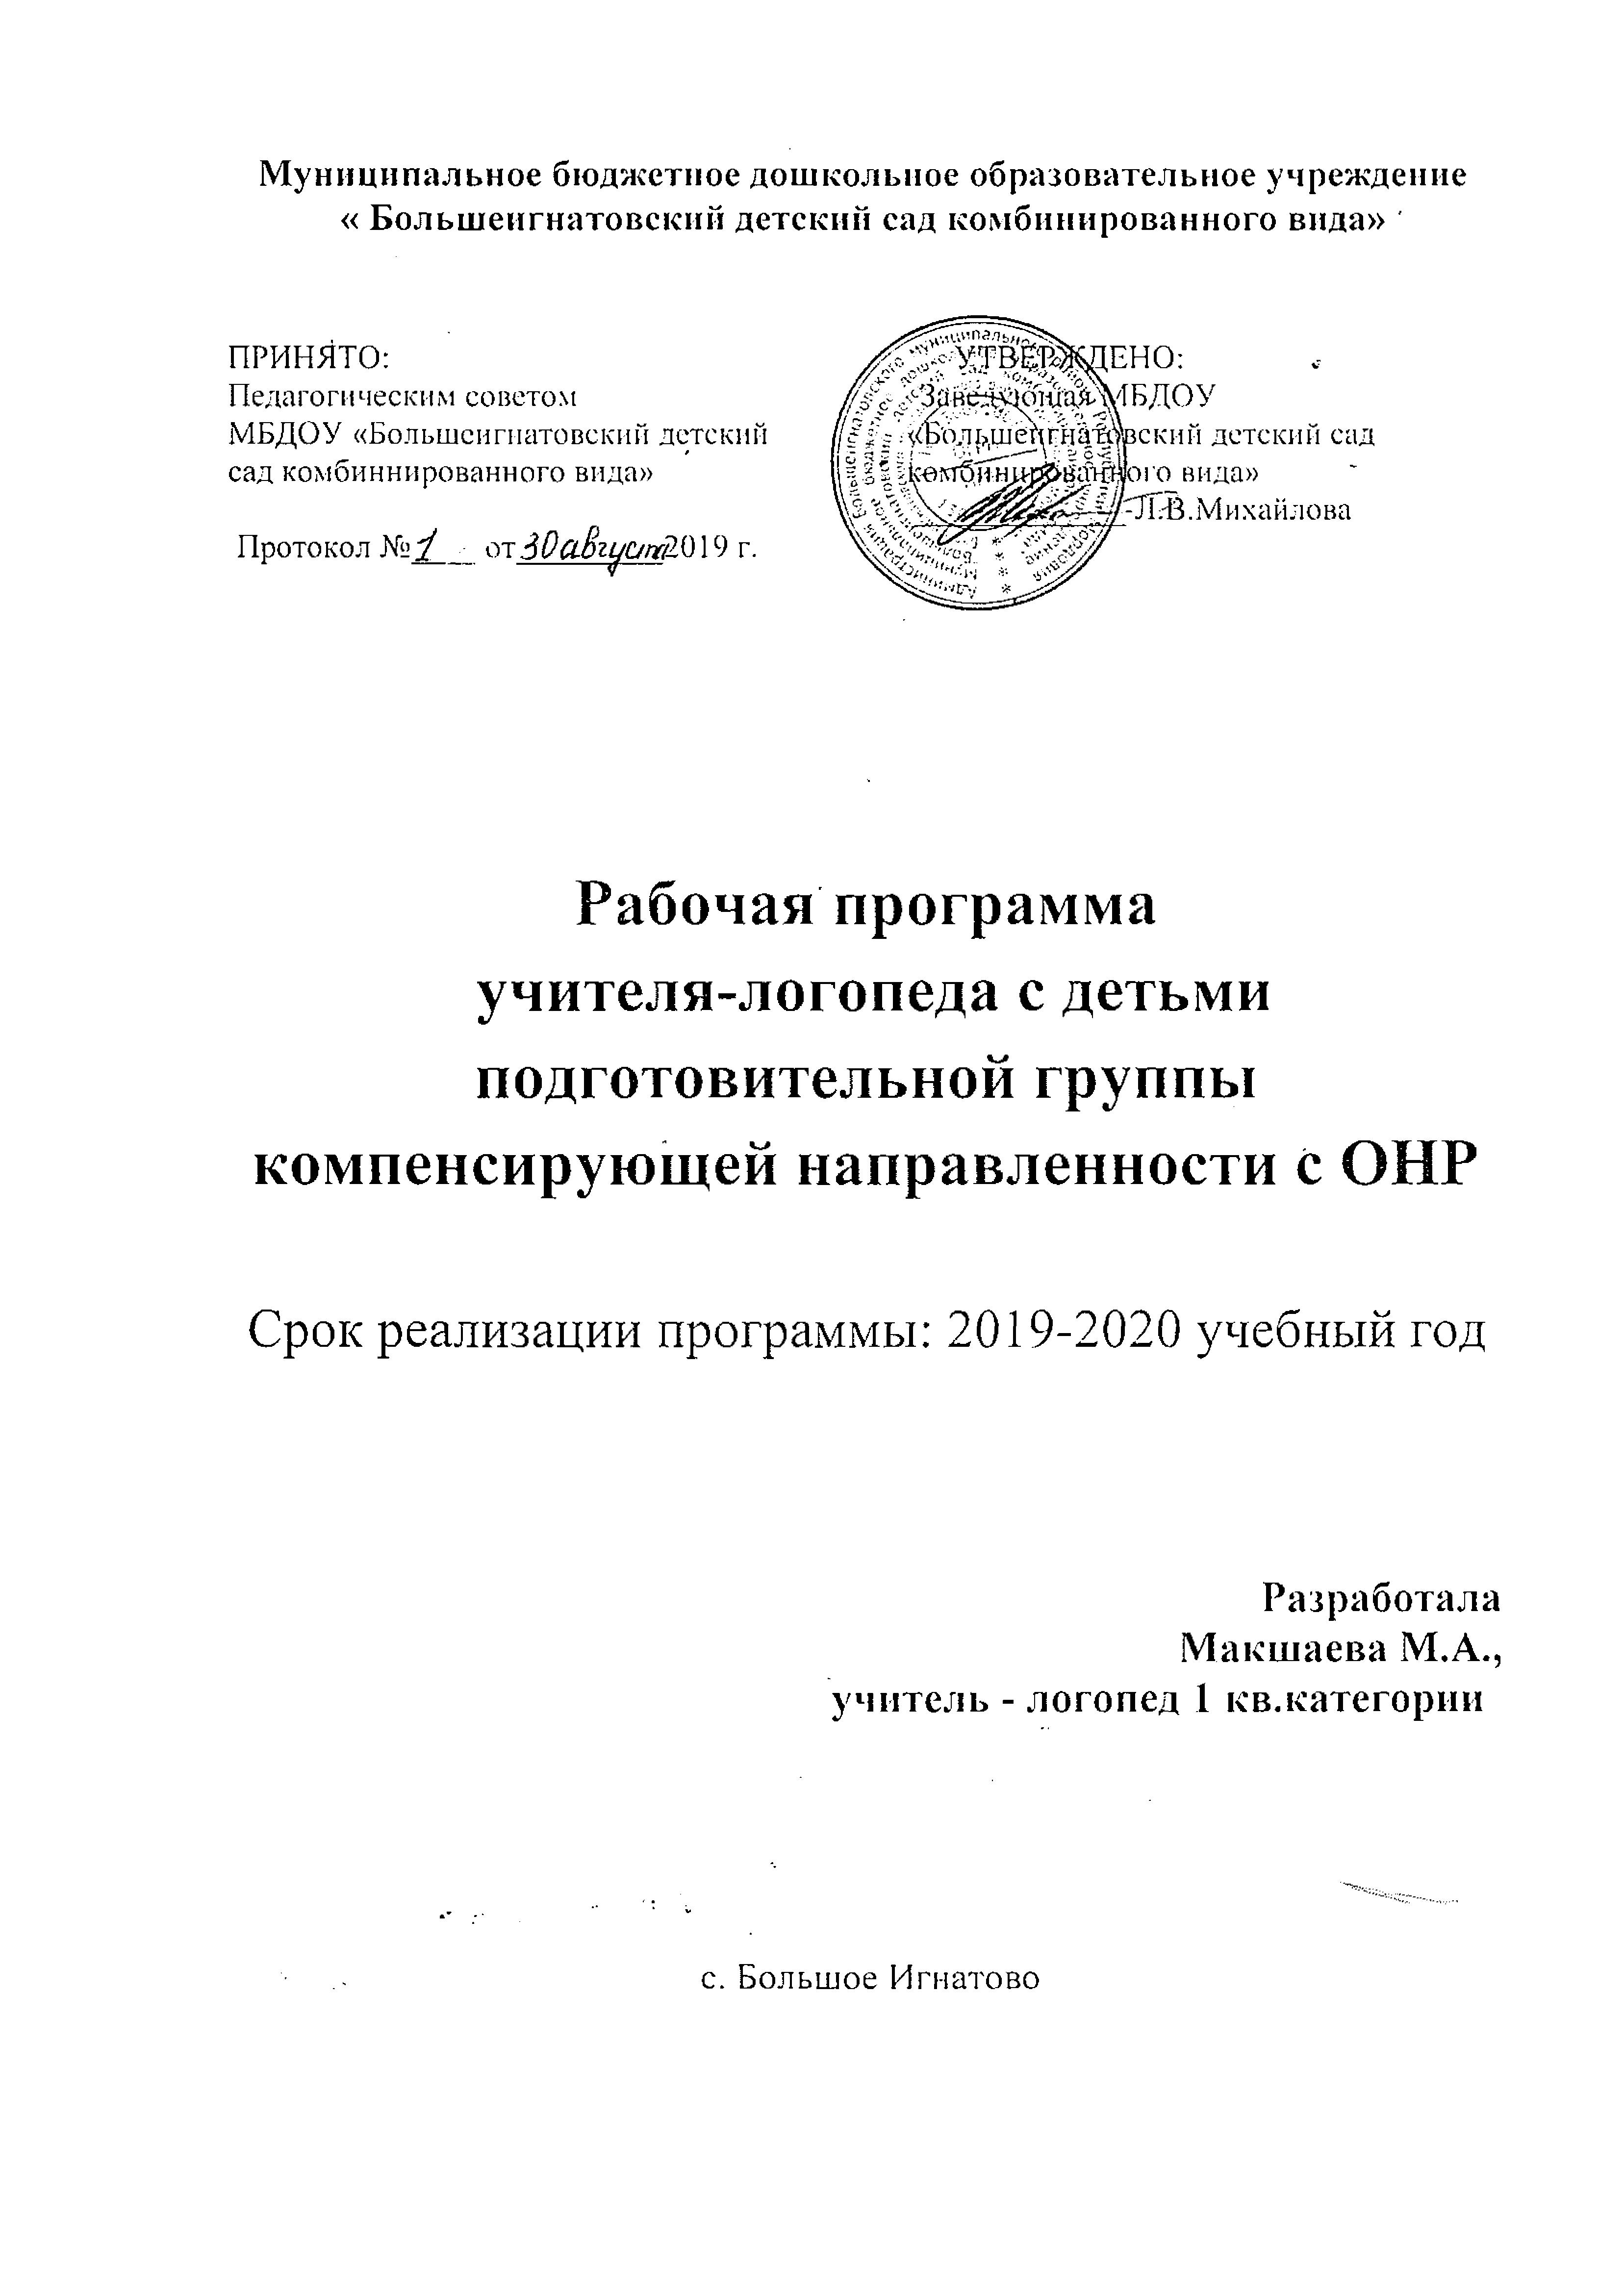 Муниципальное бюджетное дошкольное образовательное учреждение
« Большеигнатовский детский сад комбинированного вида»
ПРИНЯТО:
Педагогическим советом
МБДОУ «Большеигнатовский детский
сад комбиннированного вида»
Протокол №1 от 30 август 2019 г.
УТВЕРЖДЕНО:
Заведующая МБДОУ
«Большеигнатовский детский сад
комбинированного вида»
Л.В.Михайлова
Рабочая программа
учителя-логопеда с детьми
подготовительной группы
компенсирующей направленности с ОНР
Срок реализации программы: 2019-2020 учебный год
Разработала
Макшаева М.А.,
учитель - логопед 1 кв.категории
с. Большое Игнатово